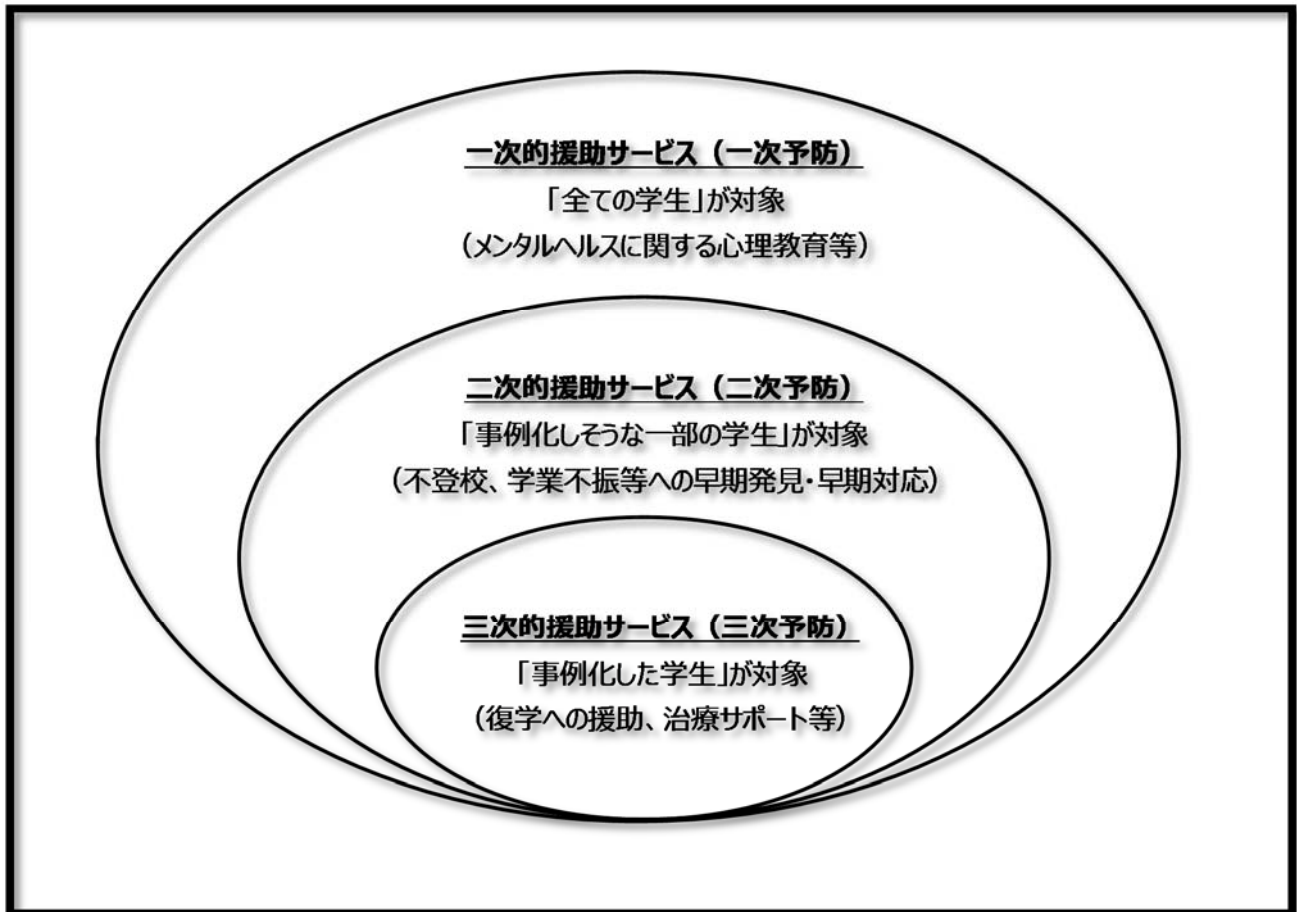 一次的援助サービス（一次予防）
「全ての学生」が対象
（メンタルヘルスに関する心理教育等）
二次的援助サービス（二次予防）
「事例化しそうな一部の学生」が対象
（不登校、学業不振等への早期発見・早期対応）
三次的援助サービス（三次予防）
「事例化した学生」が対象
（復学への援助、治療サポート等）